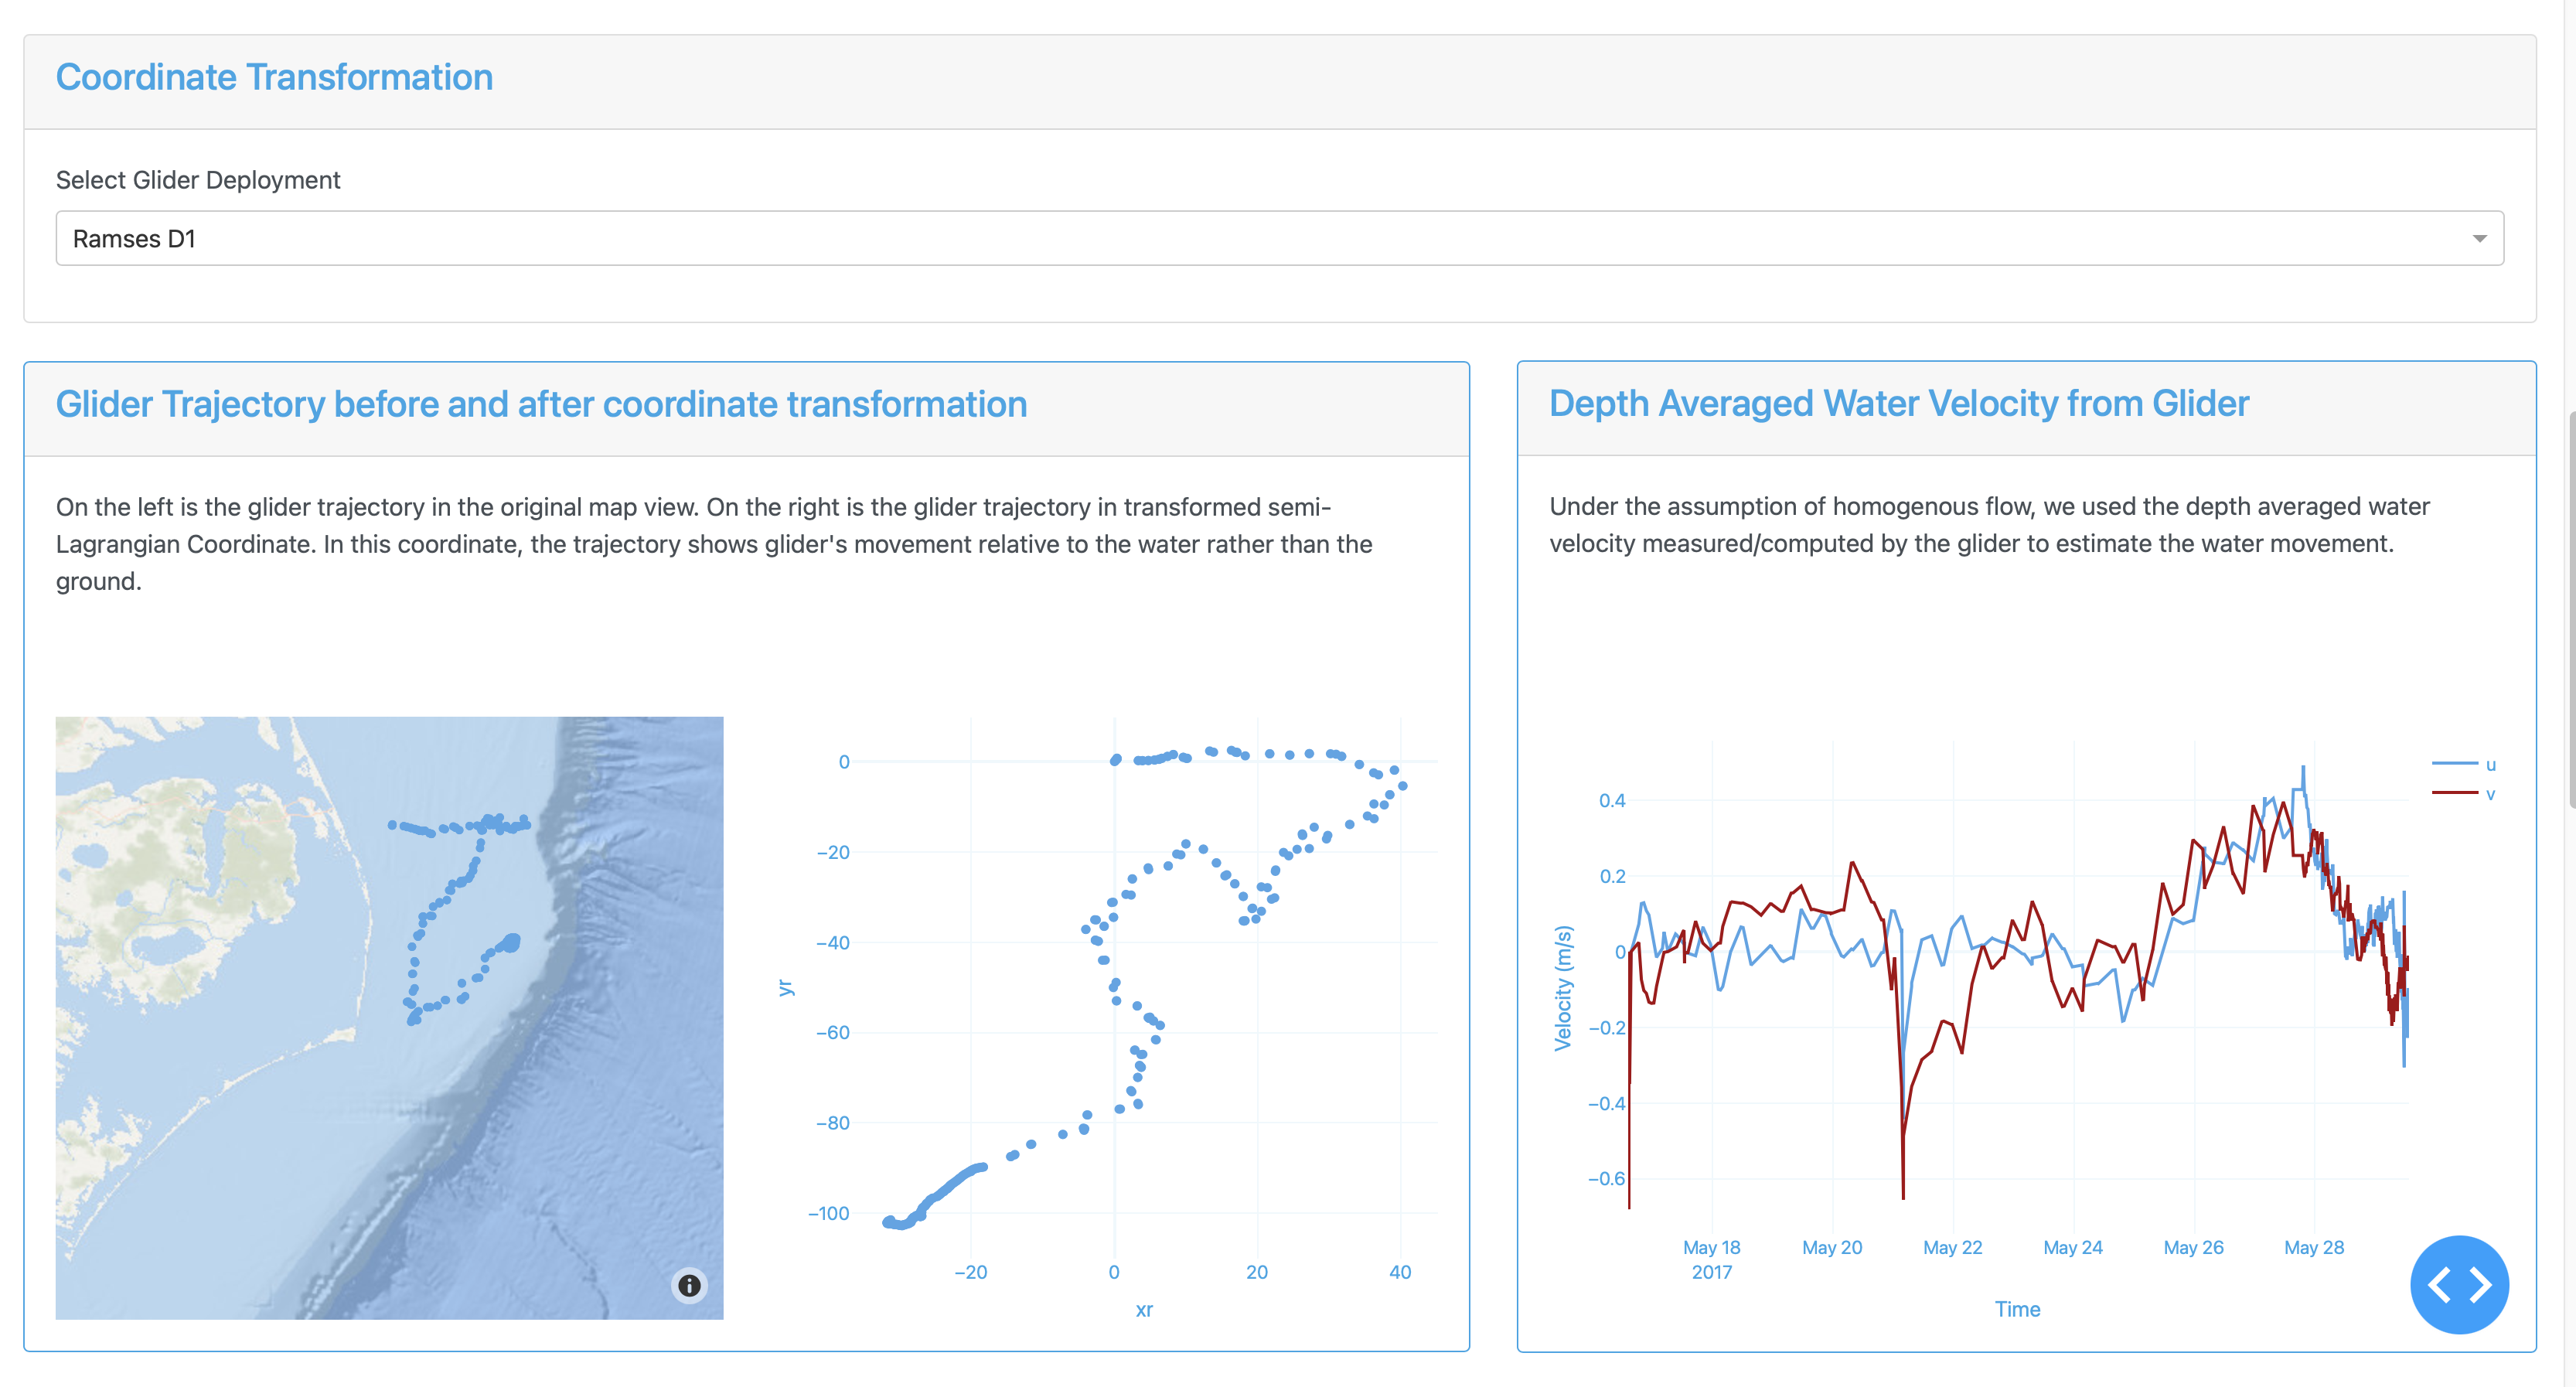 Coordinate Transformation
Select Glider Deployment
Ramses D1
Glider Trajectory before and after coordinate transformation
On the left is the glider trajectory in the original map view. On the right is the glider trajectory in transformed semi-
Lagrangian Coordinate. In this coordinate, the trajectory shows glider's movement relative to the water rather than the
ground.
0
−20
−40
−60
−80
−100
yr
−20 0 20 40
xr
Depth Averaged Water Velocity from Glider
Under the assumption of homogenous flow, we used the depth averaged water
velocity measured/computed by the glider to estimate the water movement.
u
v
0.4
0.2
0
−0.2
−0.4
−0.6
Velocity (m/s)
May 18 May 20 May 22 May 24 May 26 May 28
2017
Time